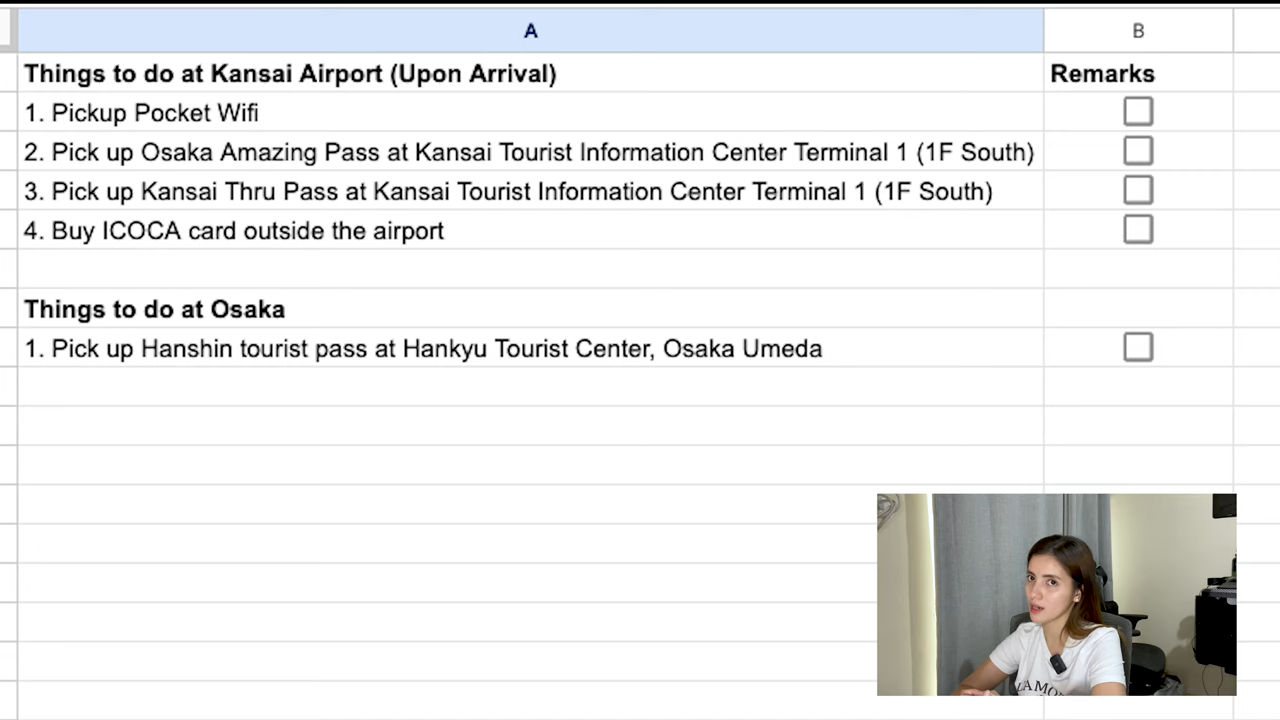 A
B
Things to do at Kansai Airport (Upon Arrival)
Remarks
1. Pickup Pocket Wifi
2. Pick up Osaka Amazing Pass at Kansai Tourist Information Center Terminal 1 (1F South)
3. Pick up Kansai Thru Pass at Kansai Tourist Information Center Terminal 1 (1F South)
4. Buy ICOCA card outside the airport
Things to do at Osaka
1. Pick up Hanshin tourist pass at Hankyu Tourist Center, Osaka Umeda